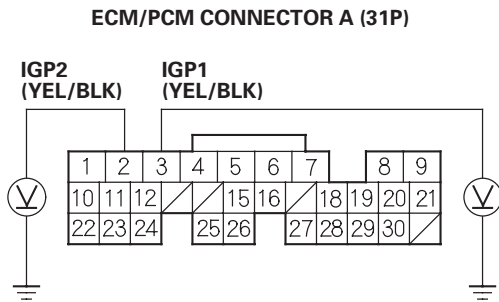 ECM/PCM CONNECTOR A (31P)
IGP2 IGP1
(YEL/BLK) (YEL/BLK)
1 2 3 4 5 6 7 8 9
V 10 11 12 15 16 18 19 20 21 V
22 23 24 25 26 27 28 29 30